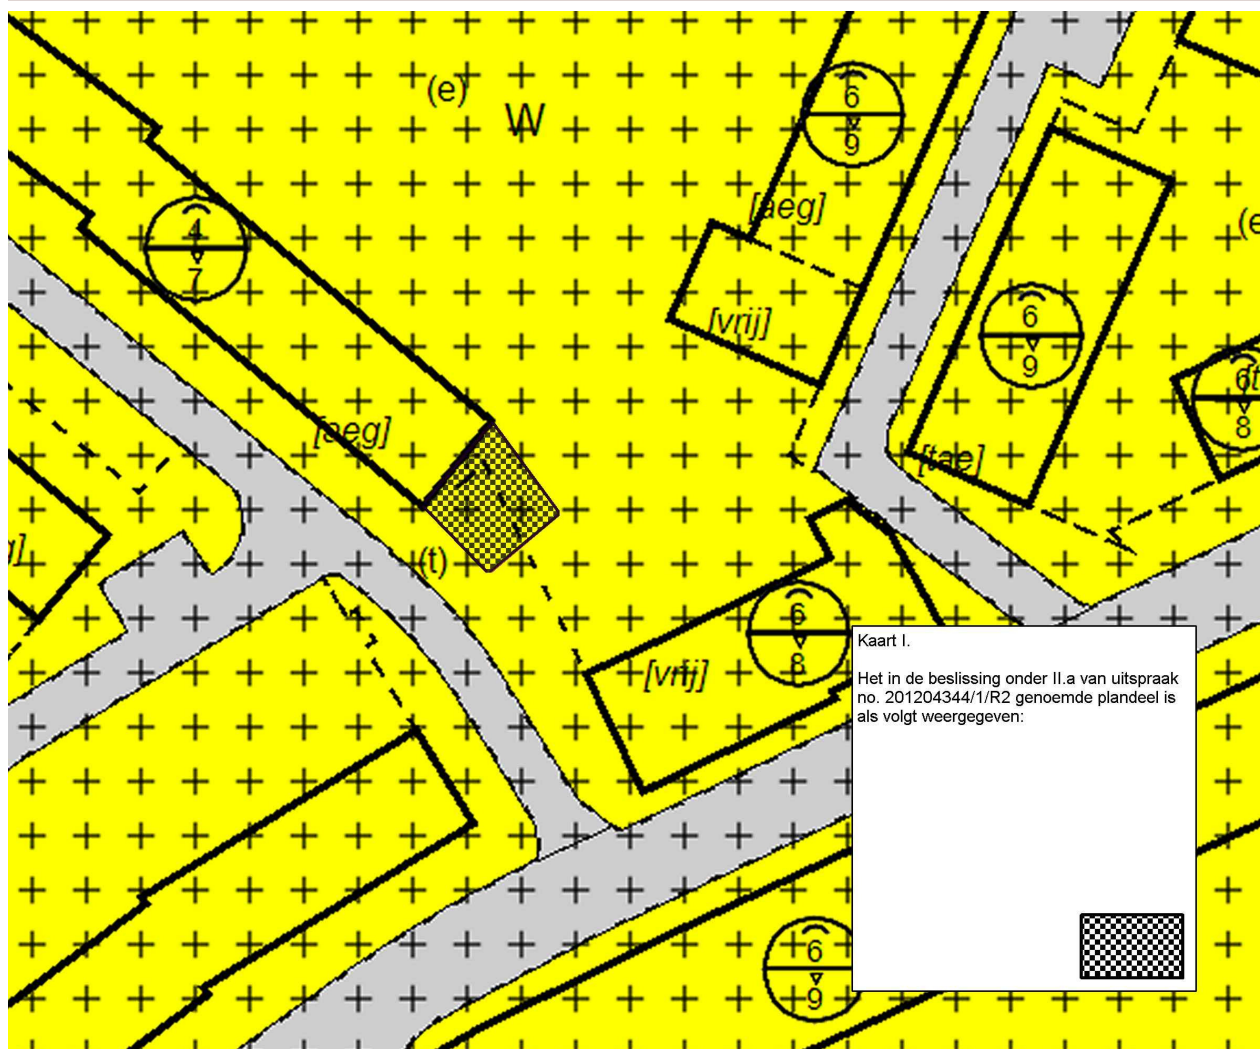 (e)
W
6
9
[aeg]
4
7
[vrij]
6
9
6
8
[aeg]
[tae]
(t)
6
8
[vrij]
Kaart I.
Het in de beslissing onder II.a van uitspraak
no. 201204344/1/R2 genoemde plandeel is
als volgt weergegeven:
6
9